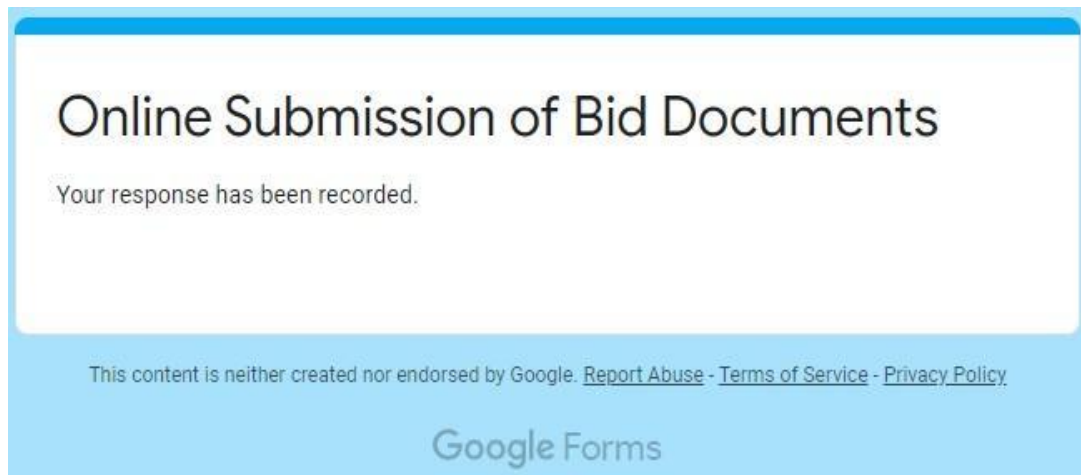 Online Submission of Bid Documents
Your response has been recorded.
This content is neither created nor endorsed by Google. Report Abuse - Terms of Service - Privacy Policy
Google Forms